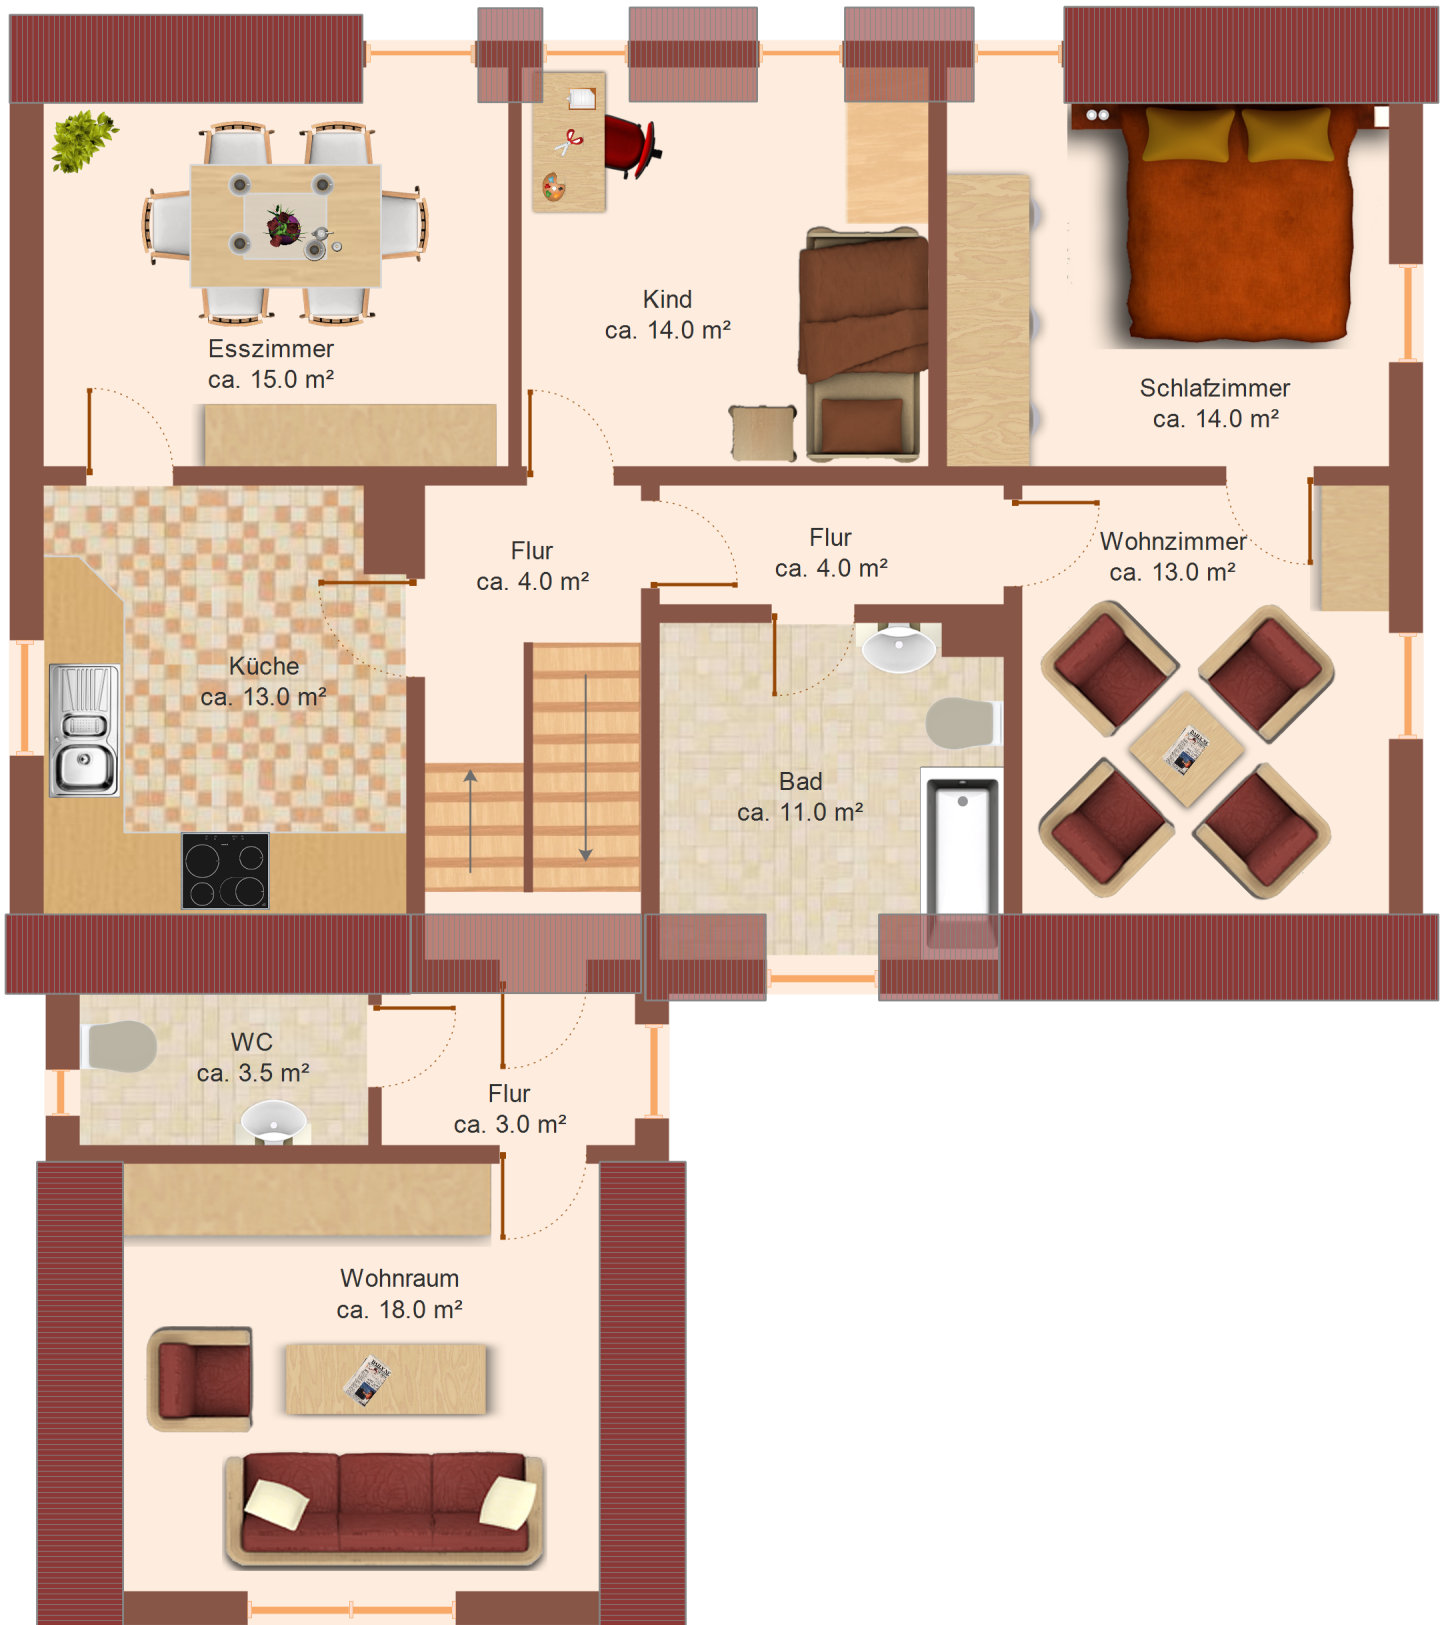 Esszimmer
ca. 15.0 m²
Kind
ca. 14.0 m²
Schlafzimmer
ca. 14.0 m²
Flur
ca. 4.0 m²
Flur
ca. 4.0 m²
Wohnzimmer
ca. 13.0 m²
Küche
ca. 13.0 m²
Bad
ca. 11.0 m²
WC
ca. 3.5 m²
Flur
ca. 3.0 m²
Wohnraum
ca. 18.0 m²